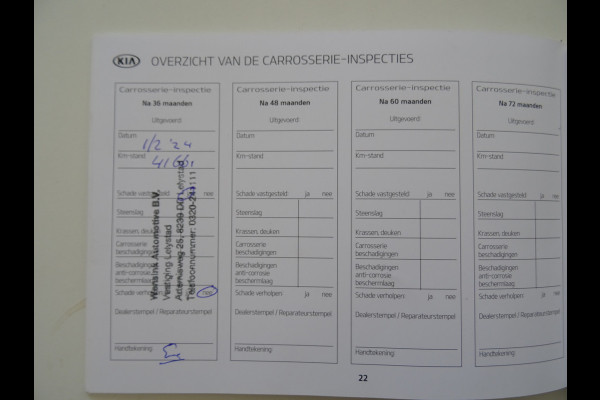 KIA OVERZICHT VAN DE CARROSSERIE-INSPECTIES
Carrosserie-inspectie
Na 36 maanden
Uitgevoerd
Datum
1/2 '24
Km-stand
Schade vastgesteld: ja nee
Steenslag
Krassen, deuken
Carrosserie
beschadigingen
Beschadigingen
anti-corrosie
beschermlaag
Schade verholpen: nee
Dealerstempel / Reparateurstempel
Handtekening:
Wensink Automotive B.V.
Vestiging Lelystad
Telefoonnummer: 0320-
Carrosserie-inspectie
Na 48 maanden
Uitgevoerd
Datum
Km-stand
Schade vastgesteld: ja nee
Steenslag
Krassen, deuken
Carrosserie
beschadigingen
Beschadigingen
anti-corrosie
beschermlaag
Schade verholpen: ja nee
Dealerstempel / Reparateurstempel
Handtekening:
Carrosserie-inspectie
Na 60 maanden
Uitgevoerd
Datum
Km-stand
Schade vastgesteld: ja nee
Steenslag
Krassen, deuken
Carrosserie
beschadigingen
Beschadigingen
anti-corrosie
beschermlaag
Schade verholpen: ja nee
Dealerstempel / Reparateurstempel
Handtekening:
Carrosserie-inspectie
Na 72 maanden
Uitgevoerd
Datum
Km-stand
Schade vastgesteld: ja nee
Steenslag
Krassen, deuken
Carrosserie
beschadigingen
Beschadigingen
anti-corrosie
beschermlaag
Schade verholpen: ja nee
Dealerstempel / Reparateurstempel
Handtekening:
22